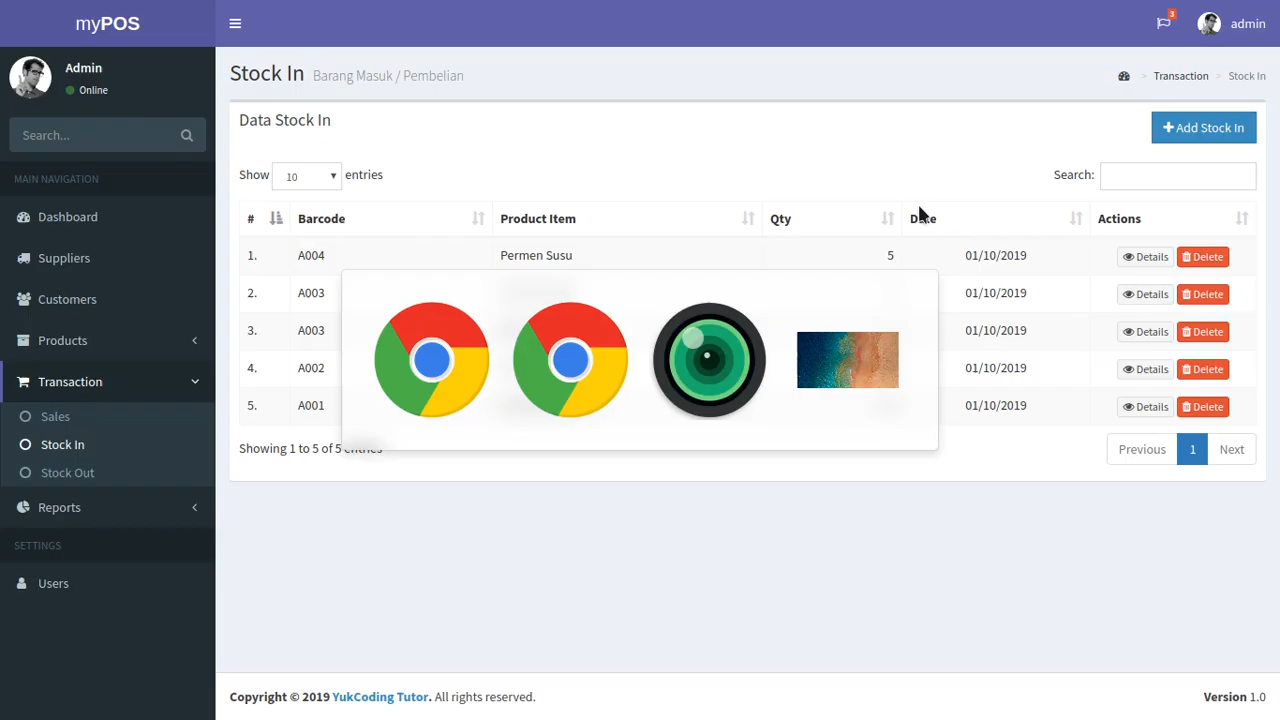 myPOS
3
admin
Admin
Online
Search...
MAIN NAVIGATION
Dashboard
Suppliers
Customers
Products
Transaction
Sales
Stock In
Stock Out
Reports
SETTINGS
Users
Stock In Barang Masuk / Pembelian
> Transaction > Stock In
Data Stock In
+ Add Stock In
Show 10 entries
Search:
# Barcode Product Item Qty Date Actions
1. A004 Permen Susu 5 01/10/2019 Details Delete
2. A003 01/10/2019 Details Delete
3. A003 01/10/2019 Details Delete
4. A002 01/10/2019 Details Delete
5. A001 01/10/2019 Details Delete
Showing 1 to 5 of 5 entries
Previous 1 Next
Copyright © 2019 YukCoding Tutor. All rights reserved.
Version 1.0